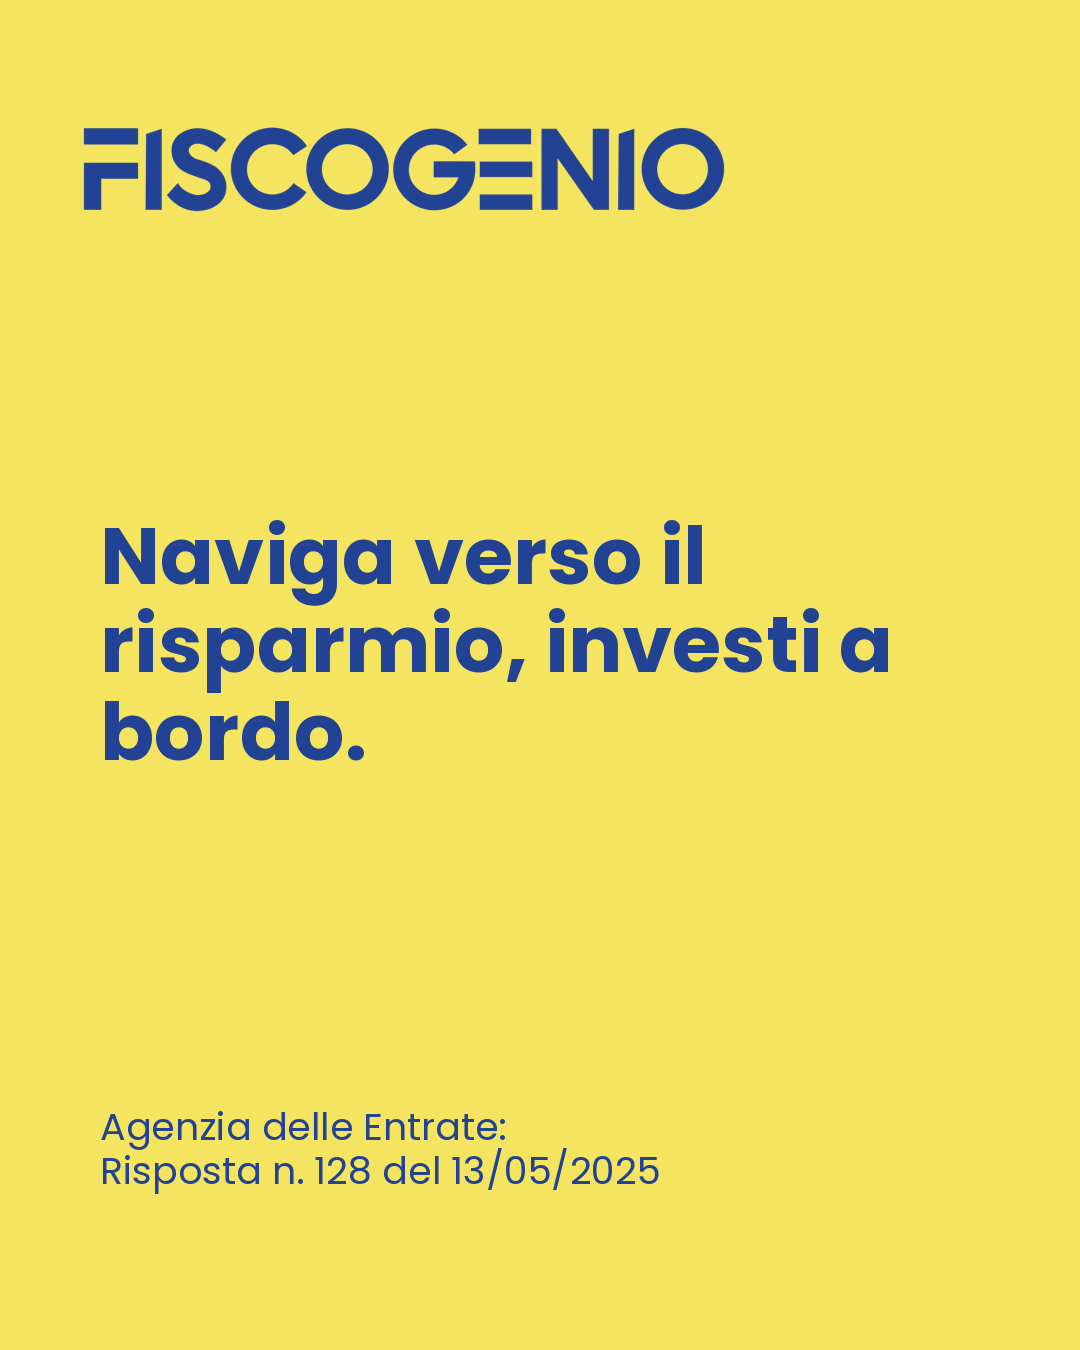 FISCOGENIO
Naviga verso il
risparmio, investi a
bordo.
Agenzia delle Entrate:
Risposta n. 128 del 13/05/2025